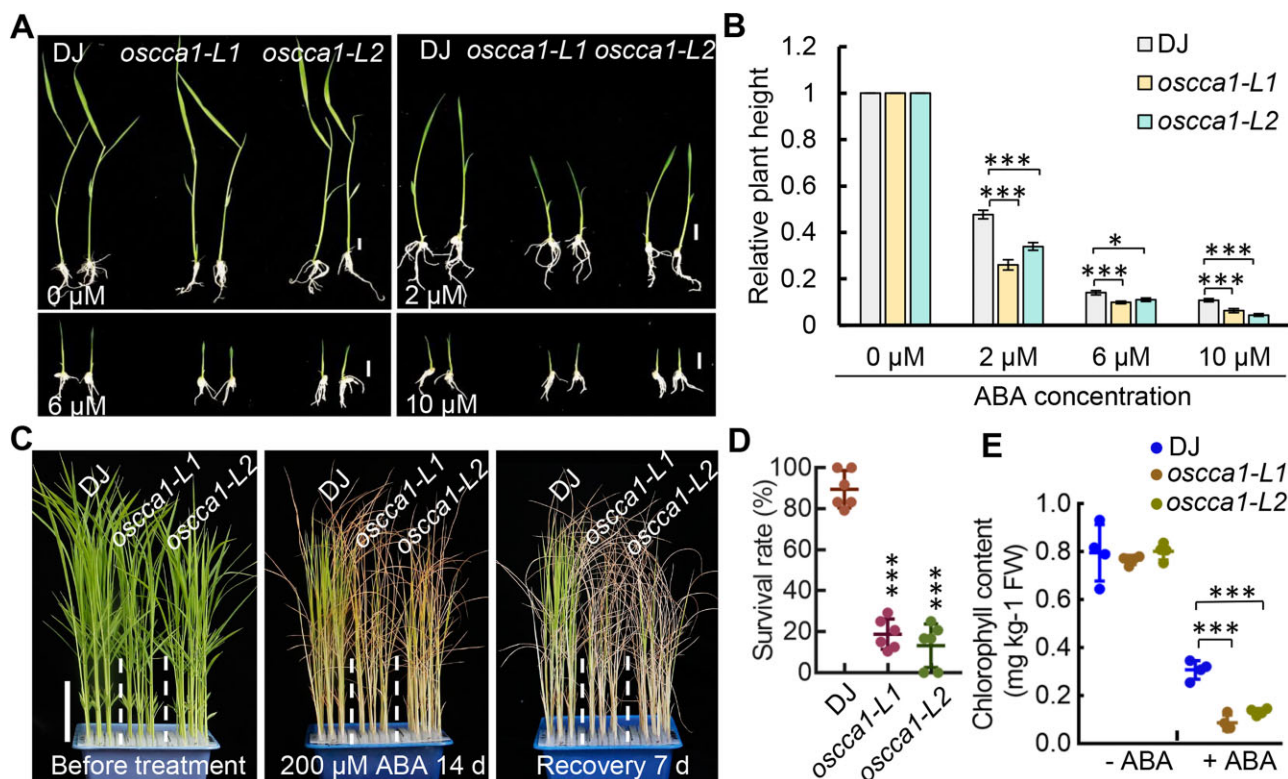 A
DJ oscca1-L1 oscca1-L2
0 μM
DJ oscca1-L1 oscca1-L2
2 μM
6 μM
10 μM
B
Relative plant height
1.2
1
0.8
0.6
0.4
0.2
0
DJ
oscca1-L1
oscca1-L2
***
***
*
***
***
***
0 μM 2 μM 6 μM 10 μM
ABA concentration
C
DJ
oscca1-L1
oscca1-L2
Before treatment
DJ
oscca1-L1
oscca1-L2
200 μM ABA 14 d
DJ
oscca1-L1
oscca1-L2
Recovery 7 d
D
Survival rate (%)
100
80
60
40
20
0
***
***
DJ
oscca1-L1
oscca1-L2
E
DJ
oscca1-L1
oscca1-L2
Chlorophyll content
(mg kg-1 FW)
1.0
0.8
0.6
0.4
0.2
0.0
***
***
- ABA + ABA